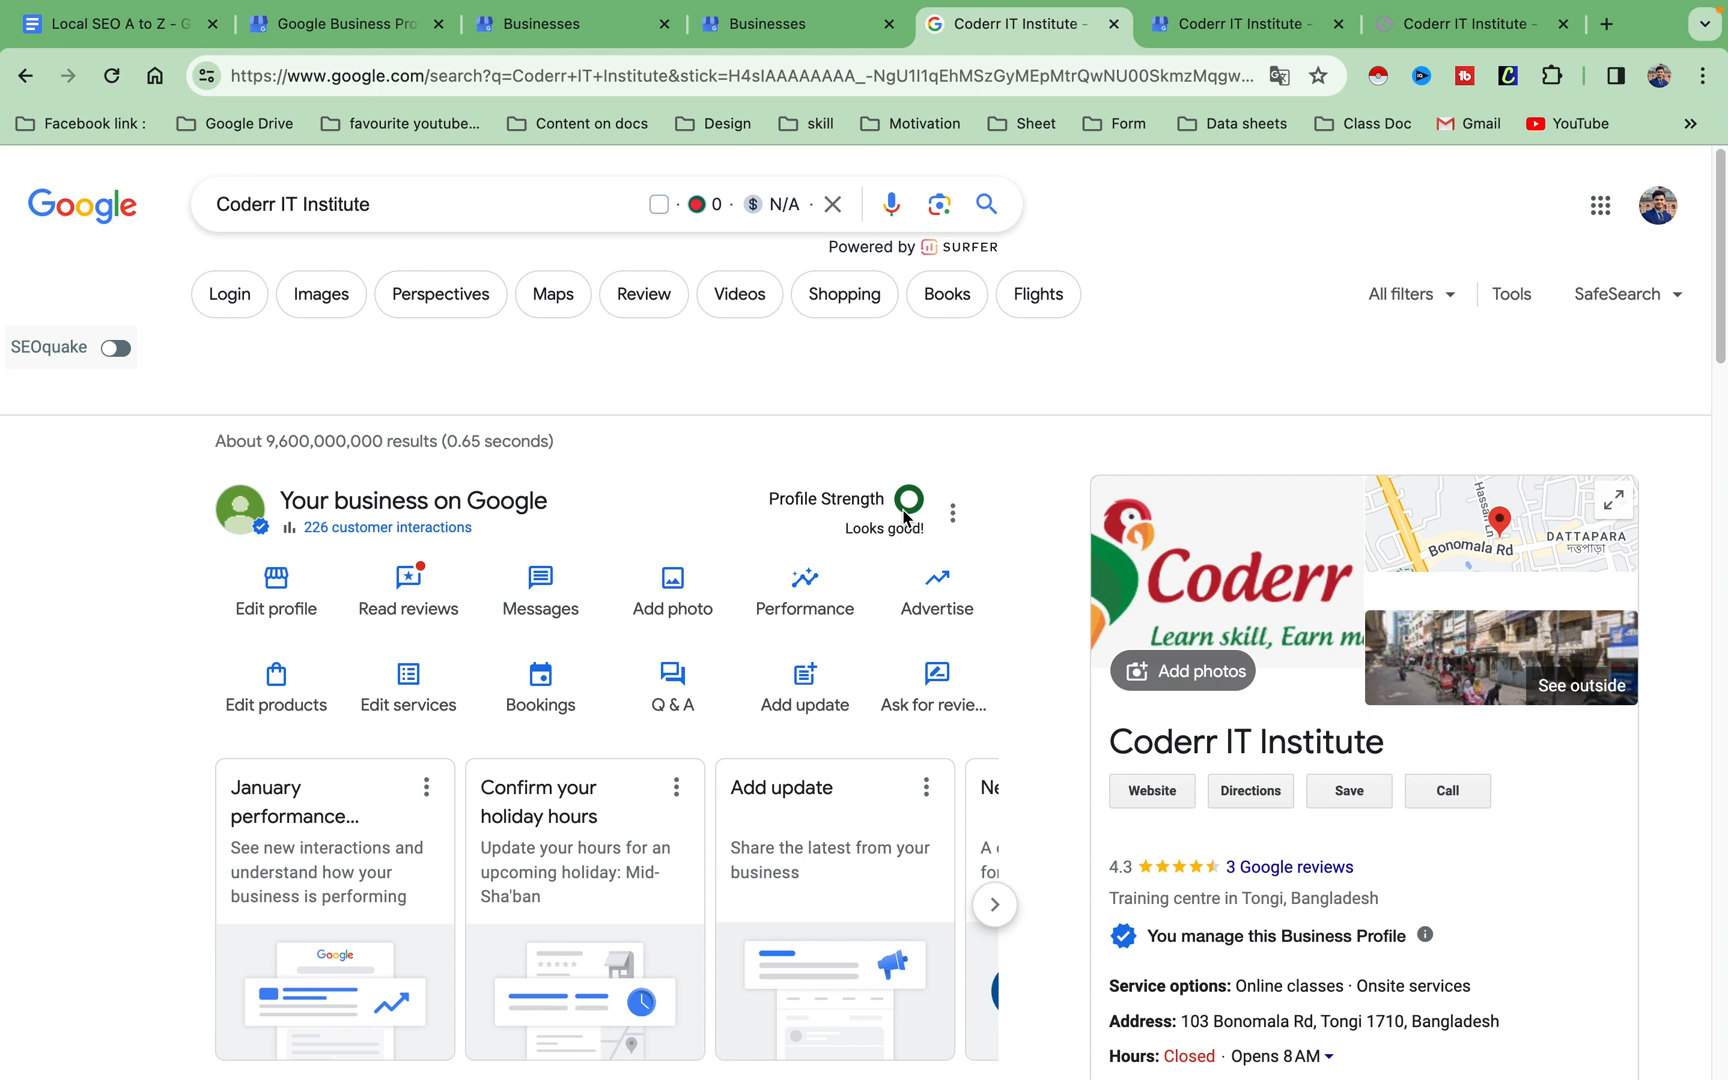 Local SEO A to Z - G
Google Business Pro
Businesses
Businesses
Coderr IT Institute -
Coderr IT Institute -
Coderr IT Institute -
https://www.google.com/search?q=Coderr+IT+Institute&stick=H4sIAAAAAAAA_-NgU1I1qEhMSzGyMEpMtrQwNU00SkmzMqgw...
Facebook link :
Google Drive
favourite youtube...
Content on docs
Design
skill
Motivation
Sheet
Form
Data sheets
Class Doc
Gmail
YouTube
Google
Coderr IT Institute
0 · $ N/A ·
Powered by SURFER
Login
Images
Perspectives
Maps
Review
Videos
Shopping
Books
Flights
All filters
Tools
SafeSearch
SEOquake
About 9,600,000,000 results (0.65 seconds)
Your business on Google
226 customer interactions
Profile Strength
Looks good!
Edit profile
Read reviews
Messages
Add photo
Performance
Advertise
Edit products
Edit services
Bookings
Q & A
Add update
Ask for revie...
January
performance...
See new interactions and
understand how your
business is performing
Google
Confirm your
holiday hours
Update your hours for an
upcoming holiday: Mid-
Sha'ban
Add update
Share the latest from your
business
Coderr
Add photos
Hassan Ln
Bonomala Rd
DATTAPARA
দত্তপাড়া
See outside
Coderr IT Institute
Website
Directions
Save
Call
4.3
3 Google reviews
Training centre in Tongi, Bangladesh
You manage this Business Profile
Service options: Online classes · Onsite services
Address: 103 Bonomala Rd, Tongi 1710, Bangladesh
Hours: Closed · Opens 8 AM